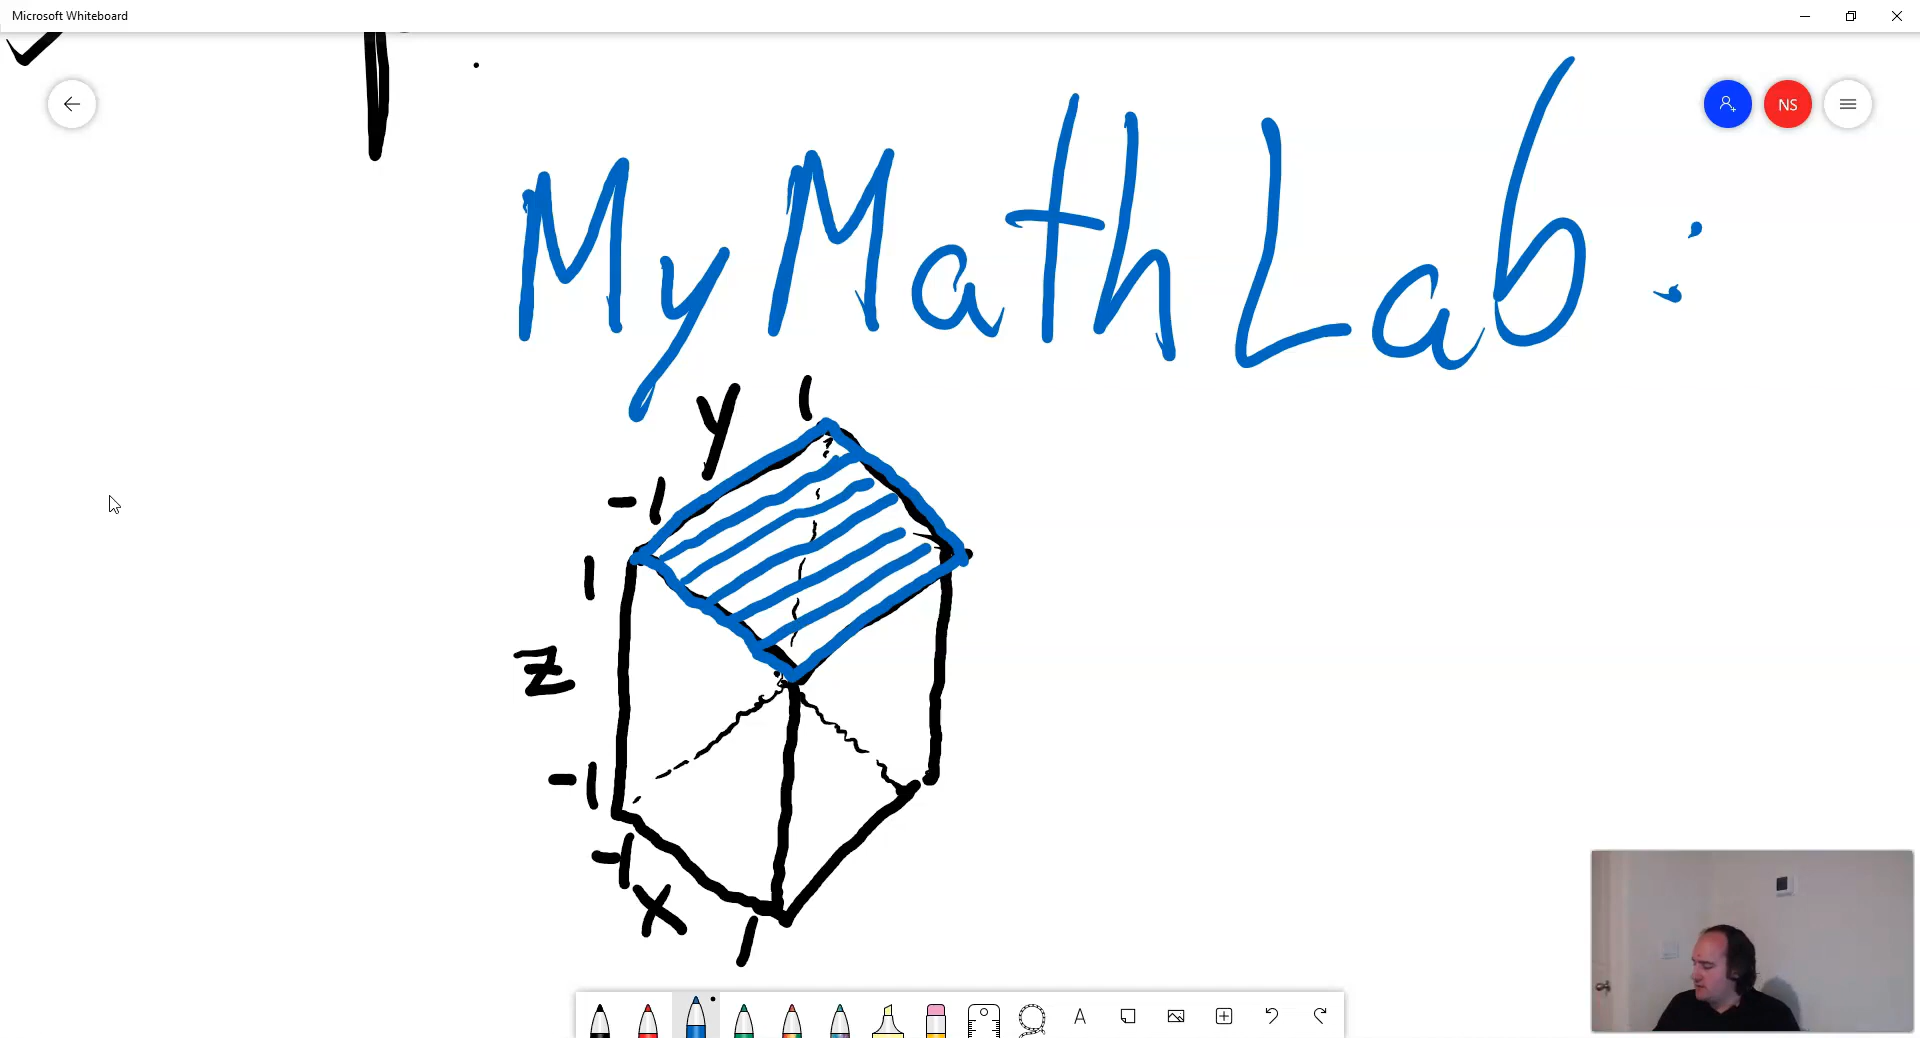 Microsoft Whiteboard
NS
MyMathLab:
y 1
-1
1
z
-1
-1
x
1
A